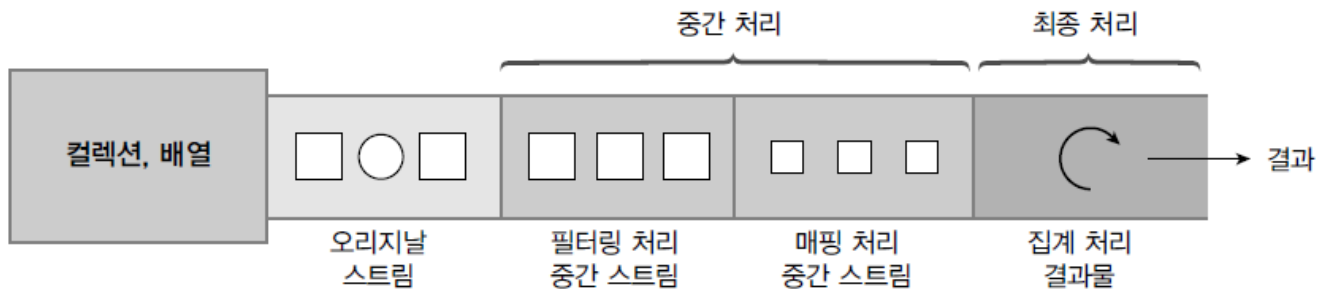 중간 처리
최종 처리
컬렉션, 배열
결과
오리지날
스트림
필터링 처리
중간 스트림
매핑 처리
중간 스트림
집계 처리
결과물